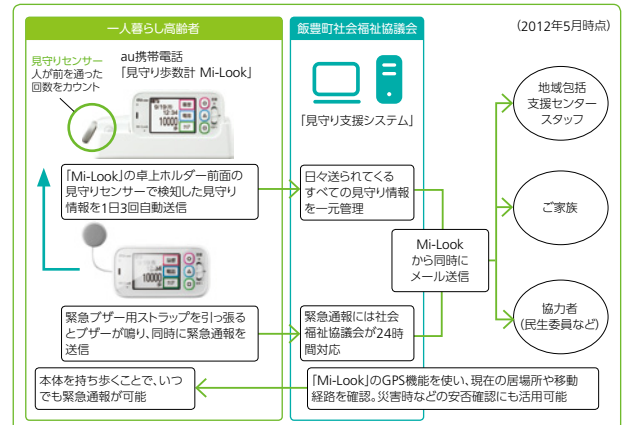 一人暮らし高齢者
飯豊町社会福祉協議会
(2012年5月時点)
見守りセンサー
人が前を通った
回数をカウント
au携帯電話
「見守り歩数計 Mi-Look」
「見守り支援システム」
地域包括
支援センター
スタッフ
「Mi-Look」の卓上ホルダー前面の
見守りセンサーで検知した見守り
情報を1日3回自動送信
日々送られてくる
すべての見守り情報
を一元管理
ご家族
Mi-Look
から同時に
メール送信
緊急ブザー用ストラップを引っ張る
とブザーが鳴り、同時に緊急通報を
送信
緊急通報には社会
福祉協議会が24時
間対応
協力者
(民生委員など)
本体を持ち歩くことで、いつ
でも緊急通報が可能
「Mi-Look」のGPS機能を使い、現在の居場所や移動
経路を確認。災害時などの安否確認にも活用可能